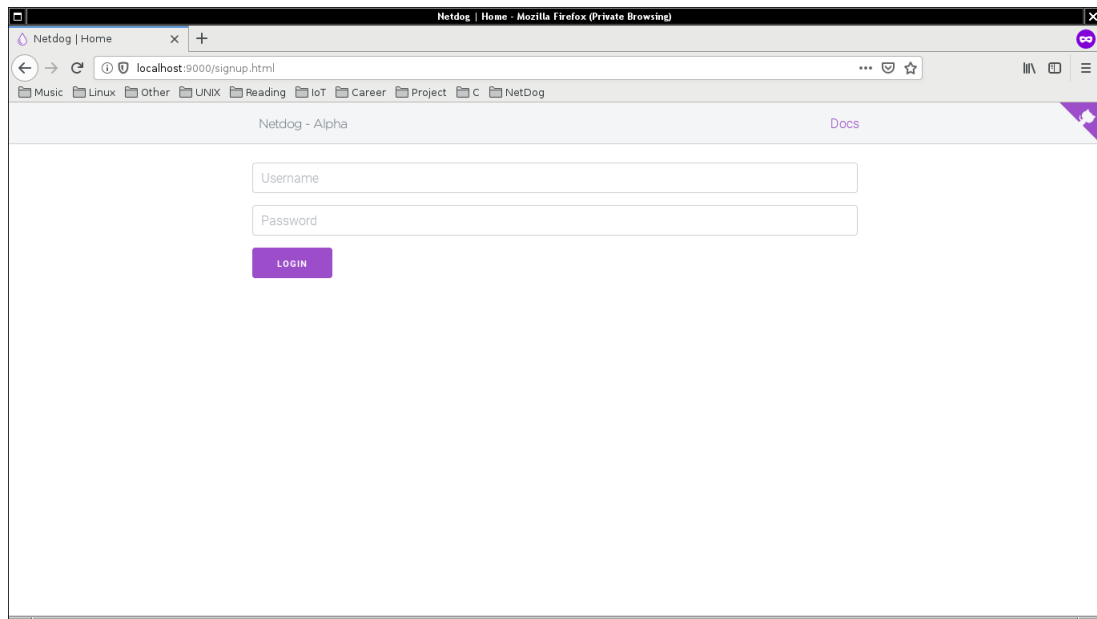 Netdog | Home - Mozilla Firefox (Private Browsing)
Netdog | Home
localhost:9000/signup.html
Music Linux Other UNIX Reading IoT Career Project C NetDog
Netdog - Alpha Docs
Username
Password
LOGIN